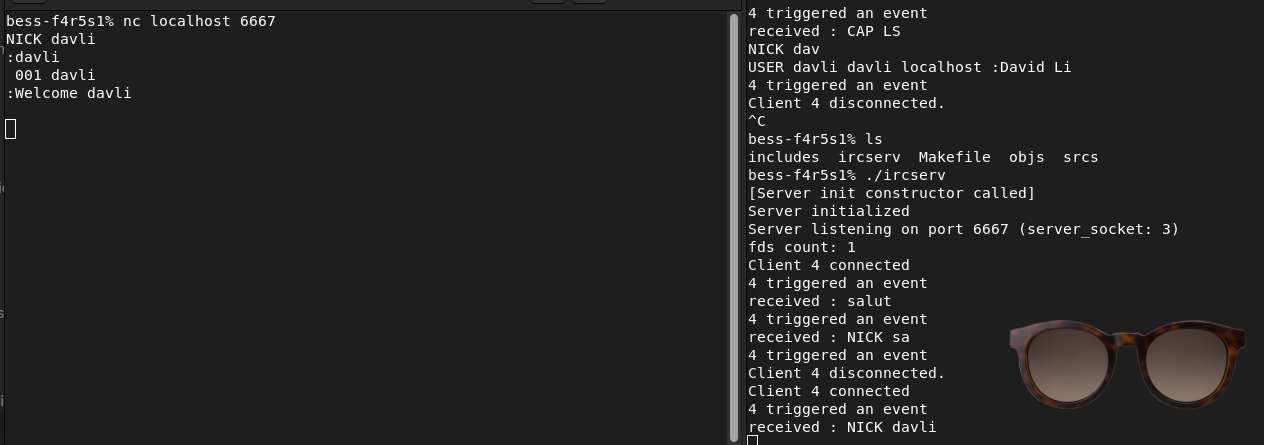 bess-f4r5s1% nc localhost 6667
NICK davli
:davli
 001 davli
:Welcome davli
4 triggered an event
received : CAP LS
NICK dav
USER davli davli localhost :David Li
4 triggered an event
Client 4 disconnected.
^C
bess-f4r5s1% ls
includes  ircserv  Makefile  objs  srcs
bess-f4r5s1% ./ircserv
[Server init constructor called]
Server initialized
Server listening on port 6667 (server_socket: 3)
fds count: 1
Client 4 connected
4 triggered an event
received : salut
4 triggered an event
received : NICK sa
4 triggered an event
Client 4 disconnected.
Client 4 connected
4 triggered an event
received : NICK davli